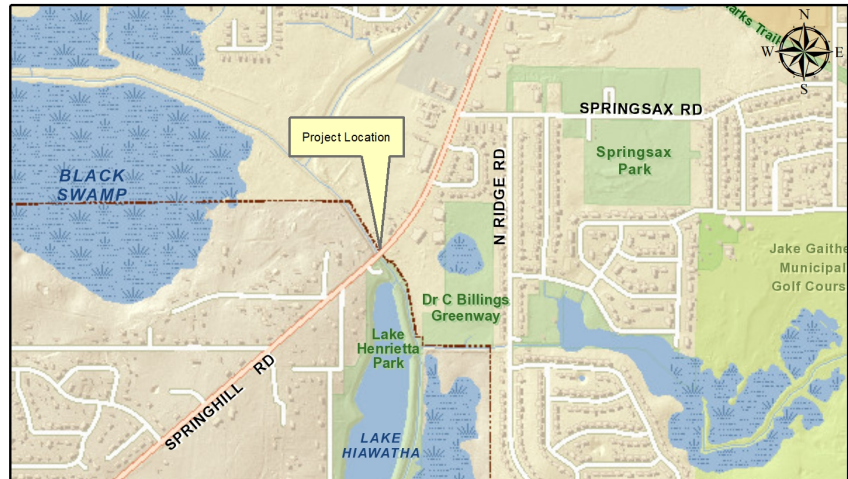 arks Trail
N
W E
S
SPRINGSAX RD
Project Location
Springsax
Park
BLACK
SWAMP
N RIDGE RD
Jake Gaithe
Municipal
Golf Cours
Dr C Billings
Greenway
Lake
Henrietta
Park
SPRINGHILL RD
LAKE
HIAWATHA